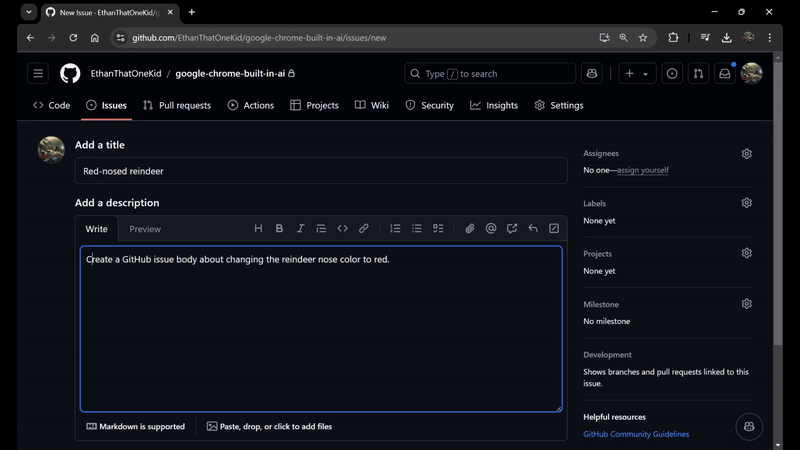 New Issue · EthanThatOneKid/g
github.com/EthanThatOneKid/google-chrome-built-in-ai/issues/new
EthanThatOneKid / google-chrome-built-in-ai
Type / to search
Code
Issues
Pull requests
Actions
Projects
Wiki
Security
Insights
Settings
Add a title
Red-nosed reindeer
Add a description
Write
Preview
Create a GitHub issue body about changing the reindeer nose color to red.
Markdown is supported
Paste, drop, or click to add files
Assignees
No one—assign yourself
Labels
None yet
Projects
None yet
Milestone
No milestone
Development
Shows branches and pull requests linked to this
issue.
Helpful resources
GitHub Community Guidelines